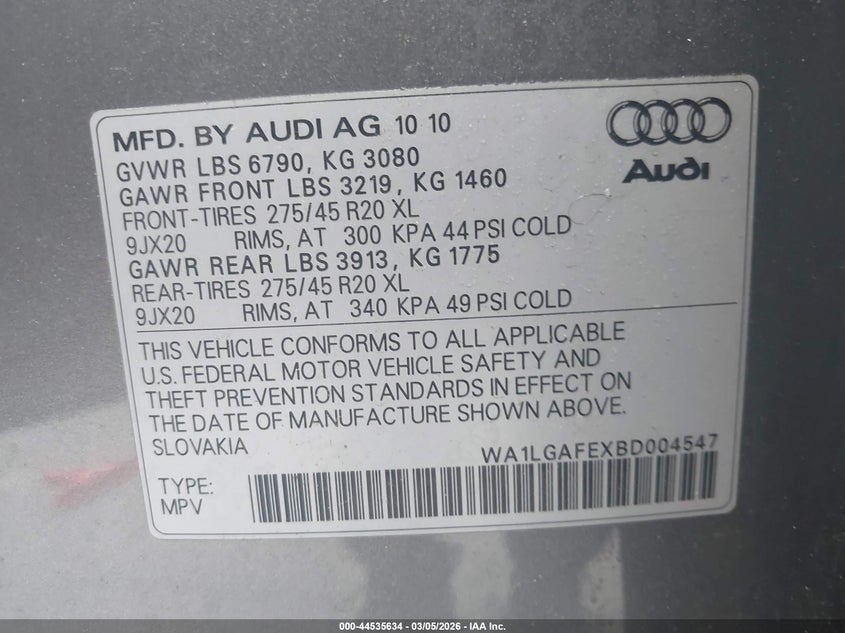 MFD. BY AUDI AG 10 10
GVWR LBS 6790, KG 3080
GAWR FRONT LBS 3219, KG 1460
FRONT-TIRES 275/45 R20 XL
9JX20 RIMS, AT 300 KPA 44 PSI COLD
GAWR REAR LBS 3913, KG 1775
REAR-TIRES 275/45 R20 XL
9JX20 RIMS, AT 340 KPA 49 PSI COLD
Audi
THIS VEHICLE CONFORMS TO ALL APPLICABLE
U.S. FEDERAL MOTOR VEHICLE SAFETY AND
THEFT PREVENTION STANDARDS IN EFFECT ON
THE DATE OF MANUFACTURE SHOWN ABOVE.
SLOVAKIA
WA1LGAFEXBD004547
TYPE:
MPV
000-44535634 - 03/05/2026 - IAA Inc.